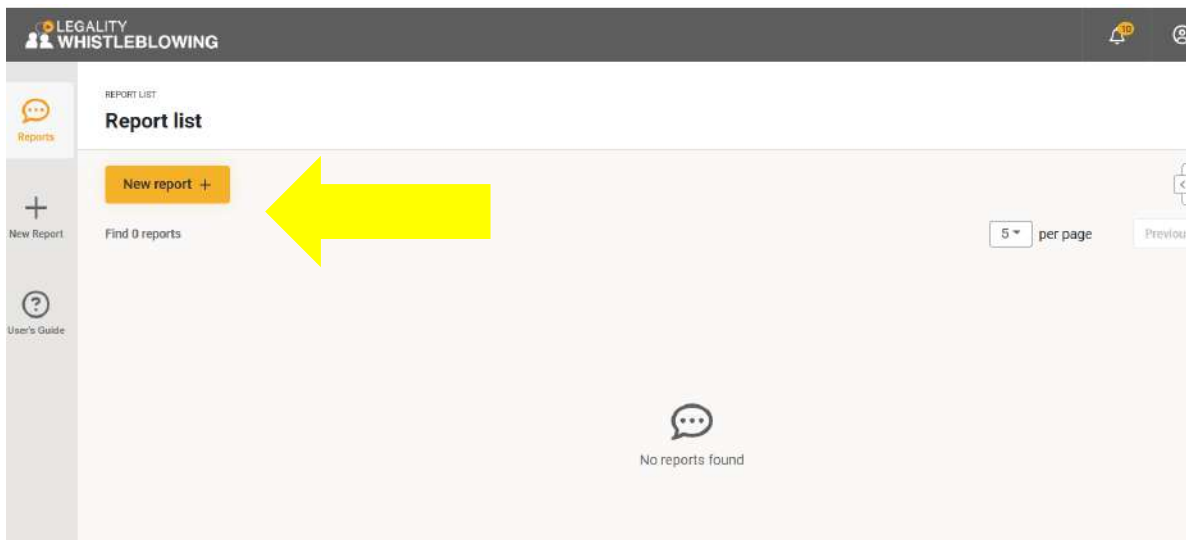 LEGALITY
WHISTLEBLOWING
10
REPORT LIST
Report list
Reports
New report +
New Report
Find 0 reports
5 per page
Previou
User's Guide
No reports found